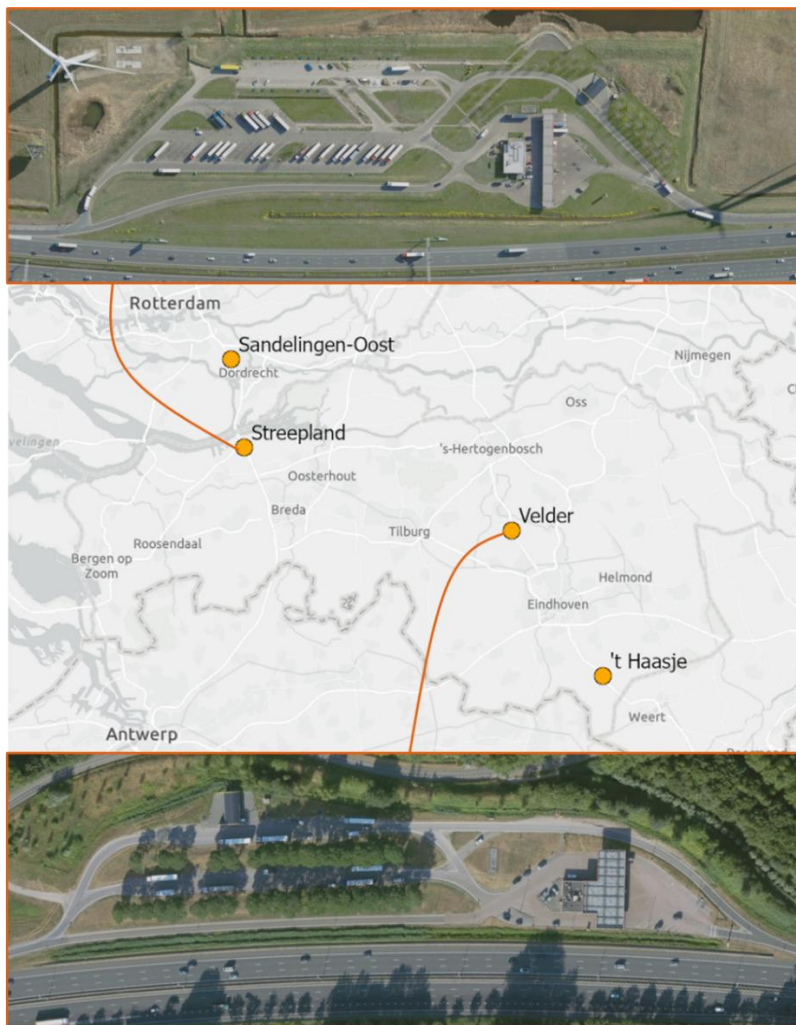 Rotterdam
Sandelingen-Oost
Dordrecht
Nijmegen
Oss
Streepland
velingen
's-Hertogenbosch
Oosterhout
Breda
Velder
Tilburg
Roosendaal
Bergen op
Zoom
Helmond
Eindhoven
't Haasje
Weert
Antwerp